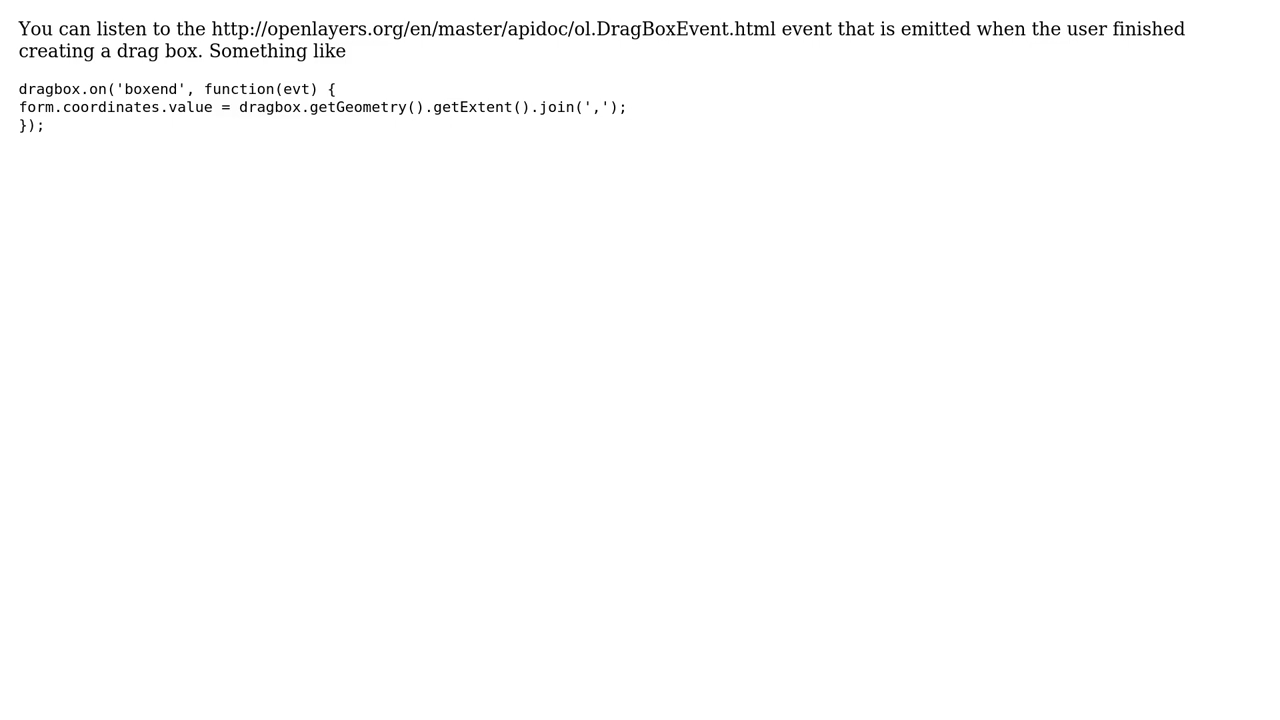 You can listen to the http://openlayers.org/en/master/apidoc/ol.DragBoxEvent.html event that is emitted when the user finished
creating a drag box. Something like
dragbox.on('boxend', function(evt) {
form.coordinates.value = dragbox.getGeometry().getExtent().join(',');
});